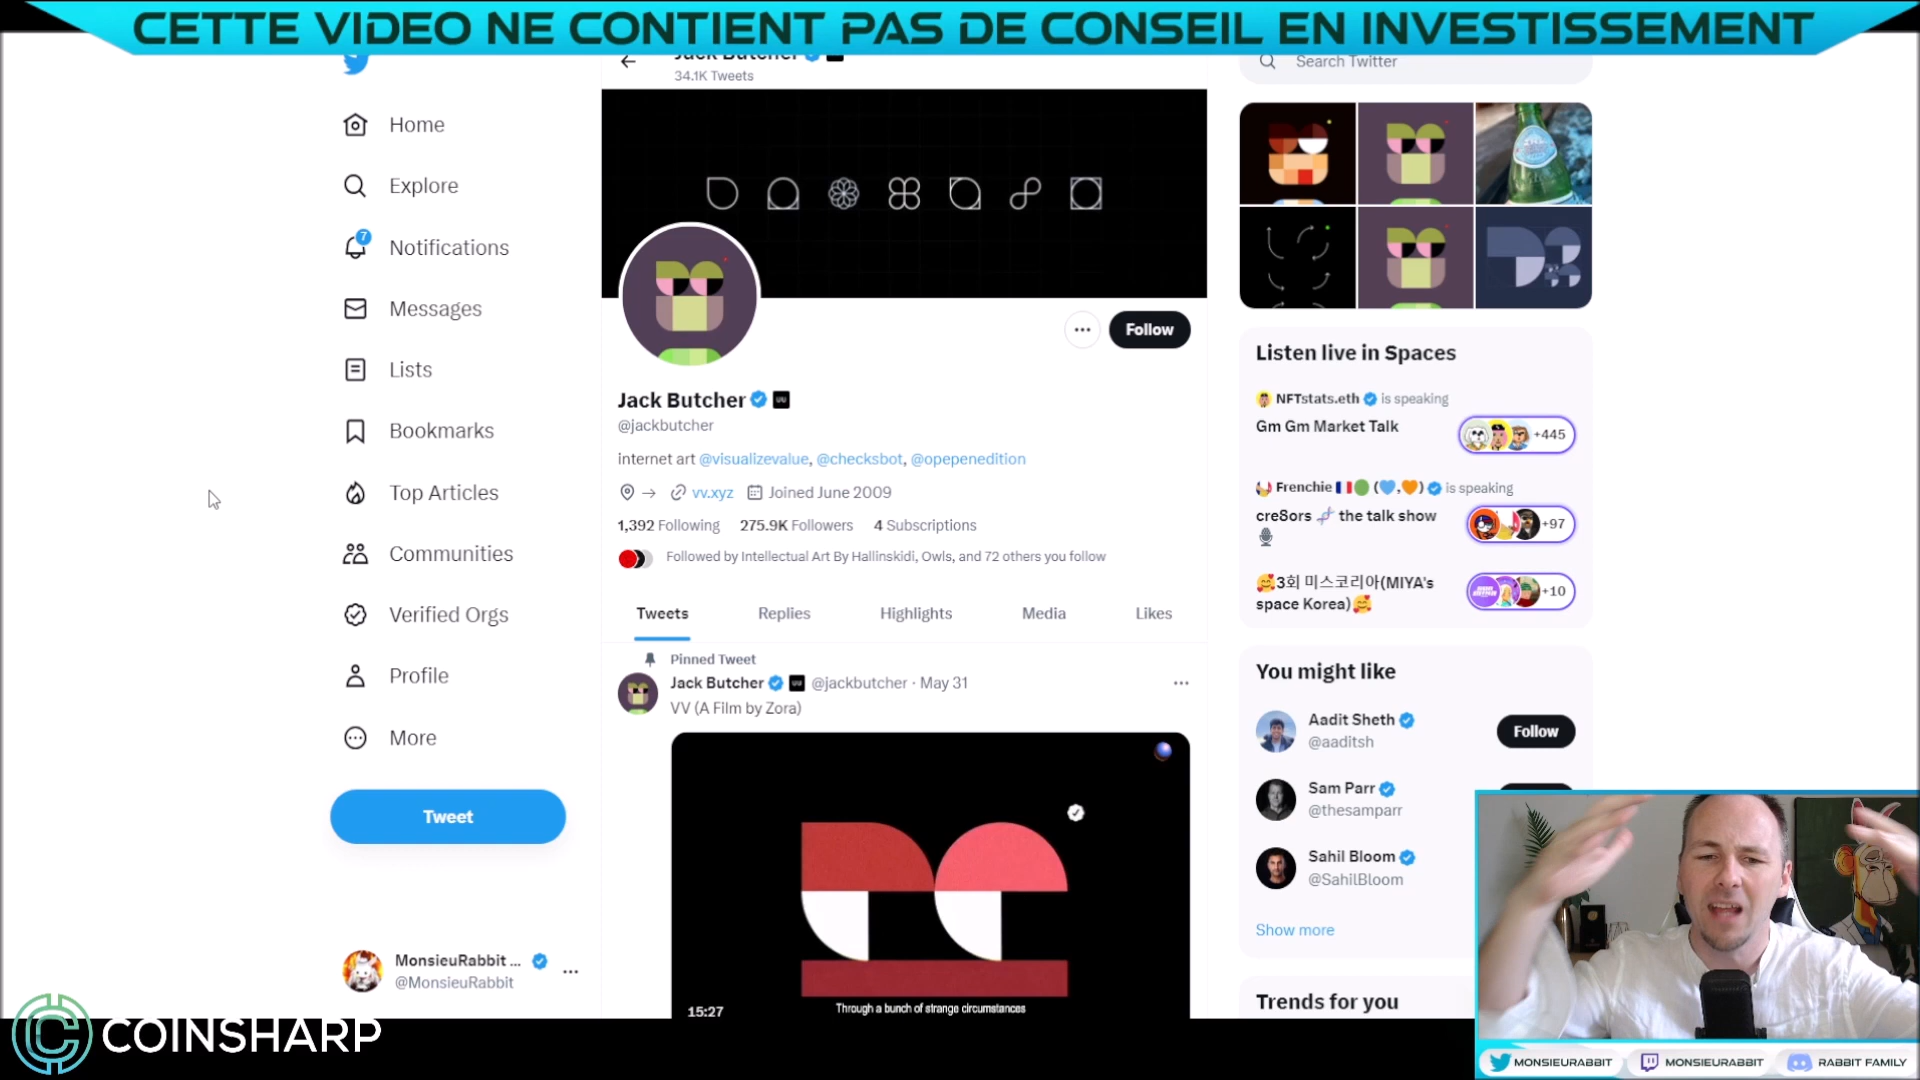 CETTE VIDEO NE CONTIENT PAS DE CONSEIL EN INVESTISSEMENT
Jack Butcher
34.1K Tweets
Search Twitter
Home
Explore
7
Notifications
Messages
Lists
Bookmarks
Top Articles
Communities
Verified Orgs
Profile
More
Tweet
MonsieuRabbit ...
@MonsieuRabbit
Follow
Jack Butcher
@jackbutcher
internet art @visualizevalue, @checksbot, @opepenedition
→ vv.xyz Joined June 2009
1,392 Following 275.9K Followers 4 Subscriptions
Followed by Intellectual Art By Hallinskidi, Owls, and 72 others you follow
Tweets Replies Highlights Media Likes
Pinned Tweet
Jack Butcher @jackbutcher · May 31
VV (A Film by Zora)
15:27
Through a bunch of strange circumstances
Listen live in Spaces
NFTstats.eth is speaking
Gm Gm Market Talk
+445
Frenchie 🇫🇷🟢 (🩵,🧡) is speaking
cre8ors 🧬 the talk show
🎙
+97
🥰3회 미스코리아(MIYA's
space Korea)🥰
+10
You might like
Aadit Sheth
@aaditsh
Follow
Sam Parr
@thesamparr
Sahil Bloom
@SahilBloom
Show more
Trends for you
COINSHARP
MONSIEURABBIT
MONSIEURABBIT
RABBIT FAMILY